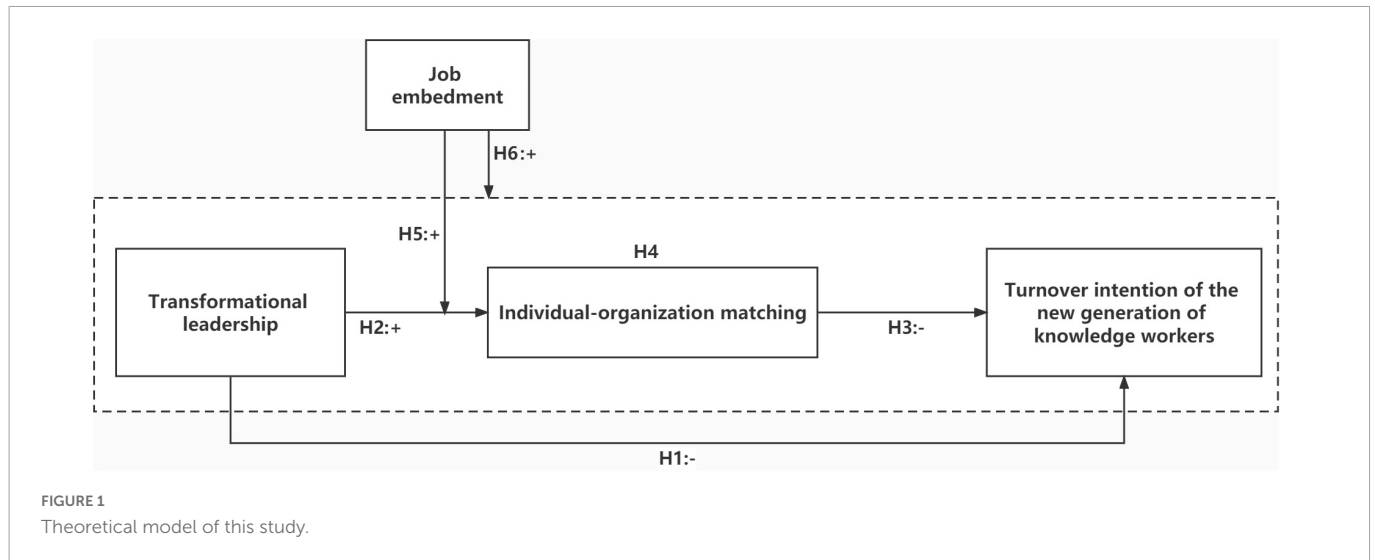 Job
embedment
H6:+
H5:+
H4
Transformational
leadership
H2:+
Individual-organization matching
H3:-
Turnover intention of the
new generation of
knowledge workers
H1:-
FIGURE 1
Theoretical model of this study.